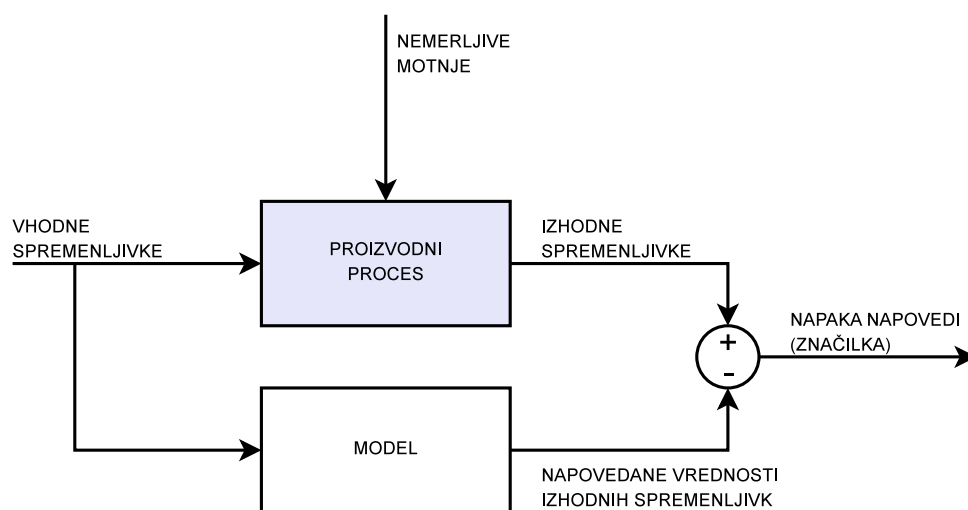 NEMERLJIVE
MOTNJE
VHODNE
SPREMENLJIVKE
PROIZVODNI
PROCES
IZHODNE
SPREMENLJIVKE
+
-
NAPAKA NAPOVEDI
(ZNAČILKA)
MODEL
NAPOVEDANE VREDNOSTI
IZHODNIH SPREMENLJIVK